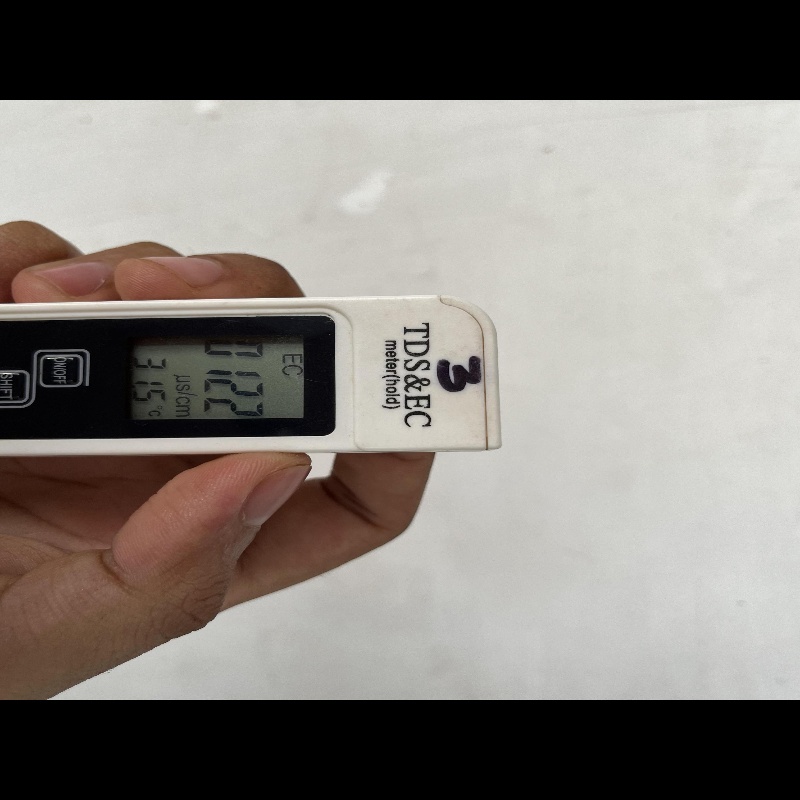 3
TDS&EC
meter(hold)
EC
0122
µs/cm
31.5°C
ON/OFF
SHIFT